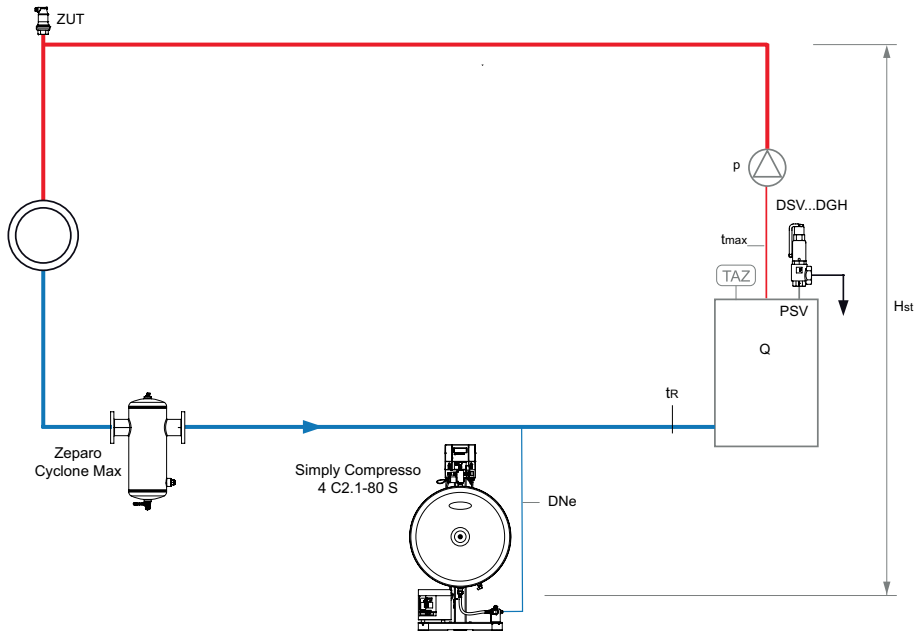 ZUT
p
DSV...DGH
tmax
TAZ
PSV
Hst
Q
tR
Zeparo
Cyclone Max
Simply Compresso
4 C2.1-80 S
DNe